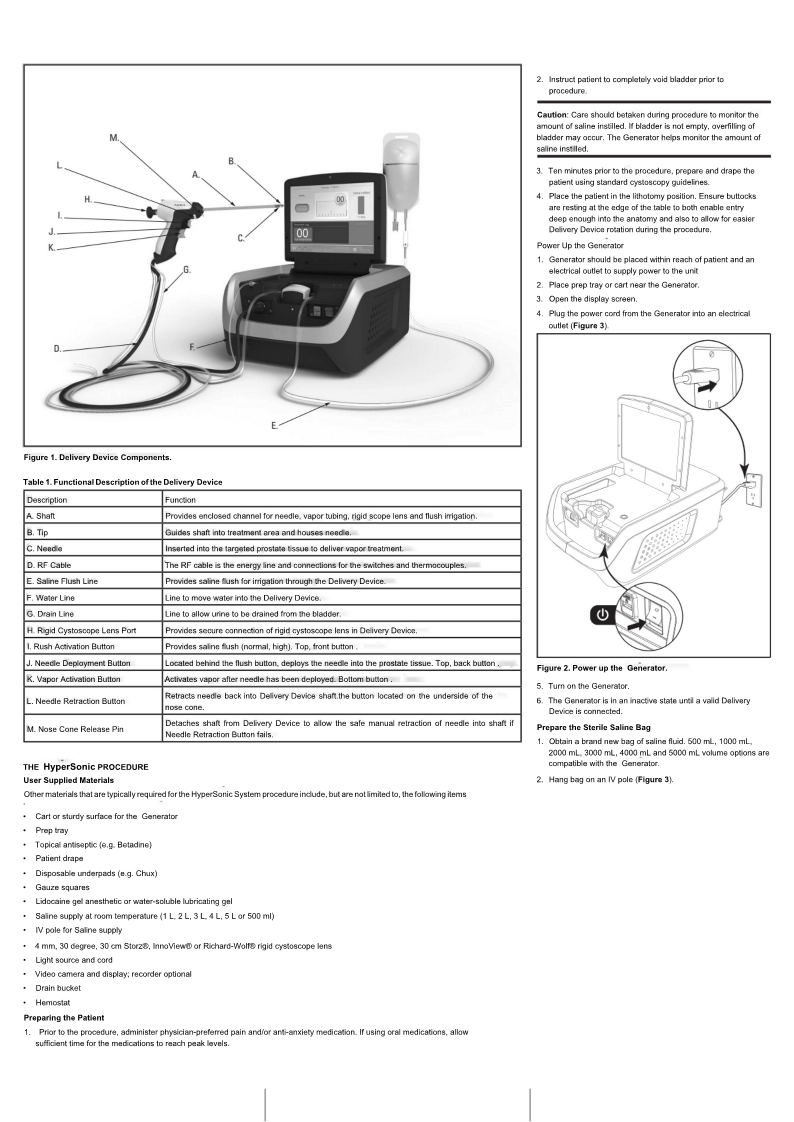 M.
L.
B.
A.
H.
I.
J.
K.
C.
G.
D.
F.
E.
00
00
Figure 1. Delivery Device Components.
Table 1. Functional Description of the Delivery Device
Description Function
A. Shaft Provides enclosed channel for needle, vapor tubing, rigid scope lens and flush irrigation.
B. Tip Guides shaft into treatment area and houses needle.
C. Needle Inserted into the targeted prostate tissue to deliver vapor treatment.
D. RF Cable The RF cable is the energy line and connections for the switches and thermocouples.
E. Saline Flush Line Provides saline flush for irrigation through the Delivery Device.
F. Water Line Line to move water into the Delivery Device.
G. Drain Line Line to allow urine to be drained from the bladder.
H. Rigid Cystoscope Lens Port Provides secure connection of rigid cystoscope lens in Delivery Device.
I. Rush Activation Button Provides saline flush (normal, high). Top, front button .
J. Needle Deployment Button Located behind the flush button, deploys the needle into the prostate tissue. Top, back button .
K. Vapor Activation Button Activates vapor after needle has been deployed. Bottom button .
L. Needle Retraction Button Retracts needle back into Delivery Device shaft.the button located on the underside of the
nose cone.
M. Nose Cone Release Pin Detaches shaft from Delivery Device to allow the safe manual retraction of needle into shaft if
Needle Retraction Button fails.
THE HyperSonic PROCEDURE
User Supplied Materials
Other materials that are typically required for the HyperSonic System procedure include, but are not limited to, the following items
.
• Cart or sturdy surface for the Generator
• Prep tray
• Topical antiseptic (e.g. Betadine)
• Patient drape
• Disposable underpads (e.g. Chux)
• Gauze squares
• Lidocaine gel anesthetic or water-soluble lubricating gel
• Saline supply at room temperature (1 L, 2 L, 3 L, 4 L, 5 L or 500 ml)
• IV pole for Saline supply
• 4 mm, 30 degree, 30 cm Storz®, InnoView® or Richard-Wolf® rigid cystoscope lens
• Light source and cord
• Video camera and display; recorder optional
• Drain bucket
• Hemostat
Preparing the Patient
1. Prior to the procedure, administer physician-preferred pain and/or anti-anxiety medication. If using oral medications, allow
sufficient time for the medications to reach peak levels.
2. Instruct patient to completely void bladder prior to
procedure.
Caution: Care should betaken during procedure to monitor the
amount of saline instilled. If bladder is not empty, overfilling of
bladder may occur. The Generator helps monitor the amount of
saline instilled.
3. Ten minutes prior to the procedure, prepare and drape the
patient using standard cystoscopy guidelines.
4. Place the patient in the lithotomy position. Ensure buttocks
are resting at the edge of the table to both enable entry
deep enough into the anatomy and also to allow for easier
Delivery Device rotation during the procedure.
Power Up the Generator
1. Generator should be placed within reach of patient and an
electrical outlet to supply power to the unit
2. Place prep tray or cart near the Generator.
3. Open the display screen.
4. Plug the power cord from the Generator into an electrical
outlet (Figure 3).
Figure 2. Power up the Generator.
5. Turn on the Generator.
6. The Generator is in an inactive state until a valid Delivery
Device is connected.
Prepare the Sterile Saline Bag
1. Obtain a brand new bag of saline fluid. 500 mL, 1000 mL,
2000 mL, 3000 mL, 4000 mL and 5000 mL volume options are
compatible with the Generator.
2. Hang bag on an IV pole (Figure 3).